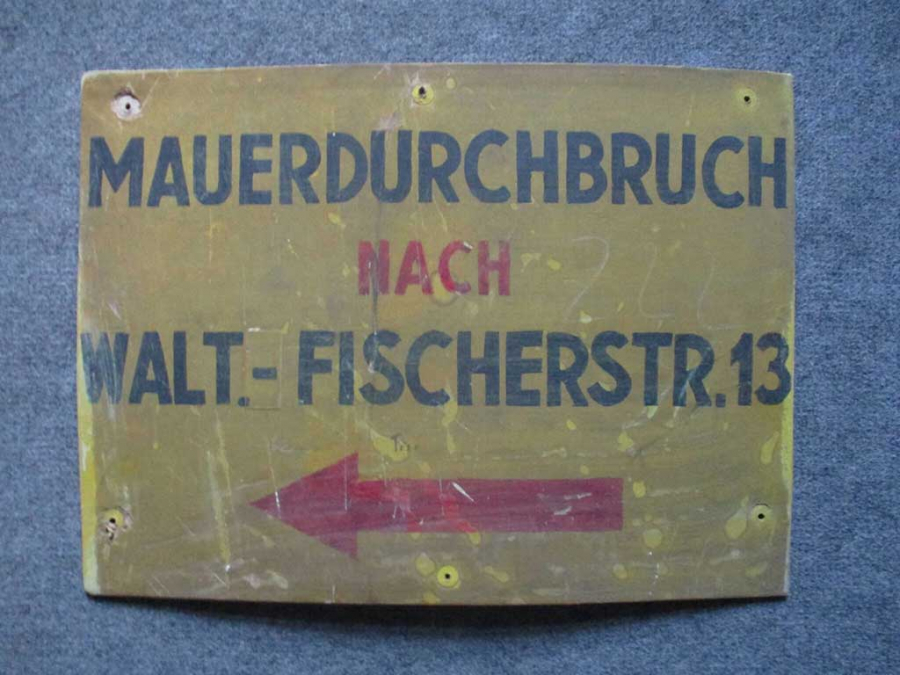 MAUERDURCHBRUCH
NACH
WALT.- FISCHERSTR.13